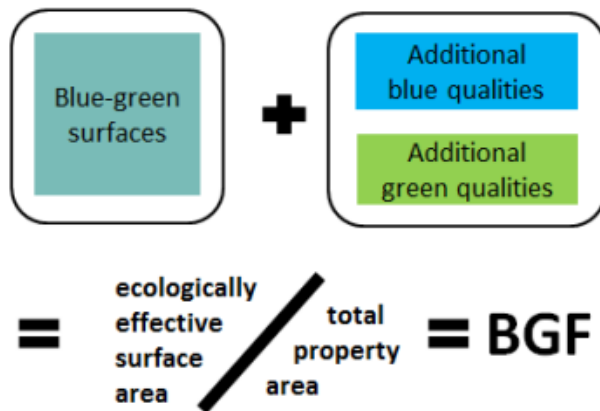 Blue-green
surfaces
+
Additional
blue qualities
Additional
green qualities
=
ecologically
effective
surface
area
/
total
property
area
= BGF